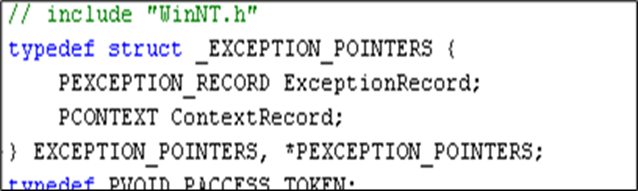 // include "WinNT.h"
typedef struct _EXCEPTION_POINTERS {
    PEXCEPTION_RECORD ExceptionRecord;
    PCONTEXT ContextRecord;
} EXCEPTION_POINTERS, *PEXCEPTION_POINTERS;
typedef PVOID PACCESS_TOKEN;